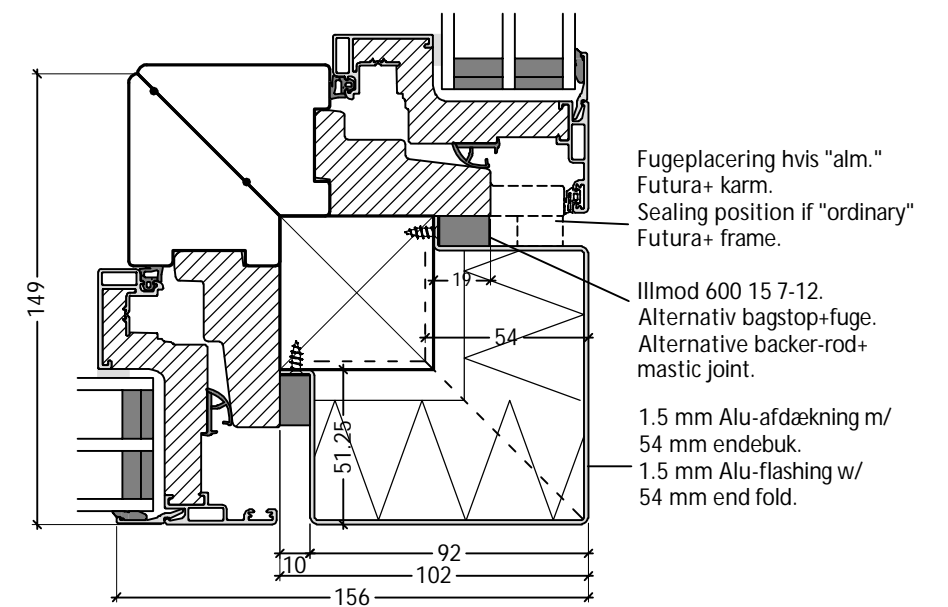 Fugeplacering hvis "alm."
Futura+ karm.
Sealing position if "ordinary"
Futura+ frame.
Illmod 600 15 7-12.
Alternativ bagstop+fuge.
Alternative backer-rod+
mastic joint.
1.5 mm Alu-afdækning m/
54 mm endebuk.
1.5 mm Alu-flashing w/
54 mm end fold.
149
19
54
51.25
10
92
102
156